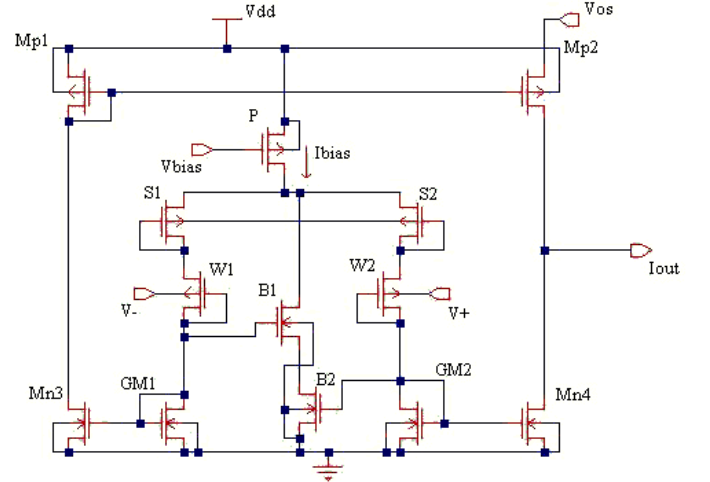 Vdd
Vos
Mp1
Mp2
P
Vbias
Ibias
S1
S2
W1
W2
V-
B1
V+
B2
Iout
Mn3
GM1
GM2
Mn4